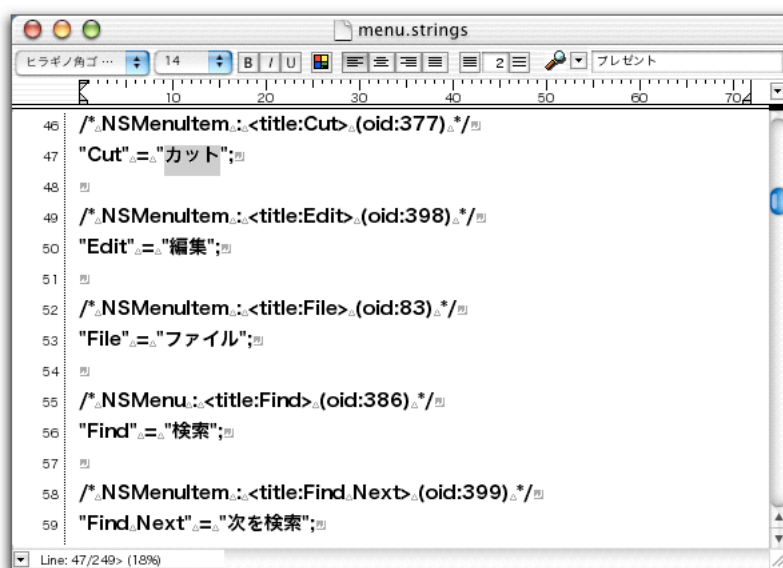 menu.strings
ヒラギノ角ゴ… 14 B I U 2 プレゼント
10 20 30 40 50 60 70
46 /* NSMenuItem : <title:Cut> (oid:377) */
47 "Cut" = "カット";
48
49 /* NSMenuItem : <title:Edit> (oid:398) */
50 "Edit" = "編集";
51
52 /* NSMenuItem : <title:File> (oid:83) */
53 "File" = "ファイル";
54
55 /* NSMenu : <title:Find> (oid:386) */
56 "Find" = "検索";
57
58 /* NSMenuItem : <title:Find Next> (oid:399) */
59 "Find Next" = "次を検索";
Line: 47/249> (18%)